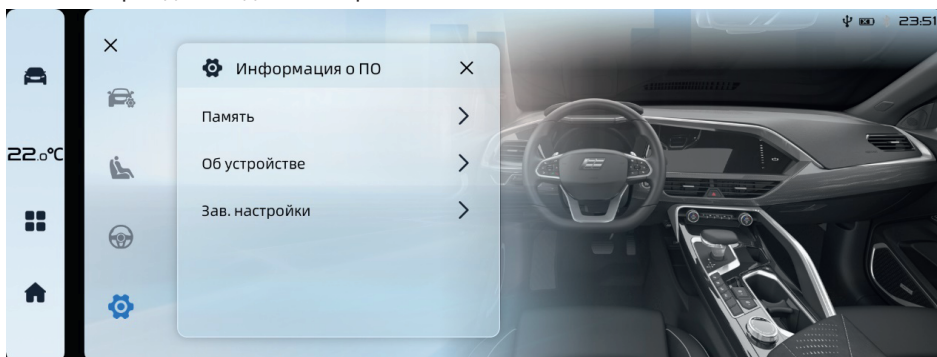 23:51
Информация о ПО
Память
22.0°C
Об устройстве
Зав. настройки